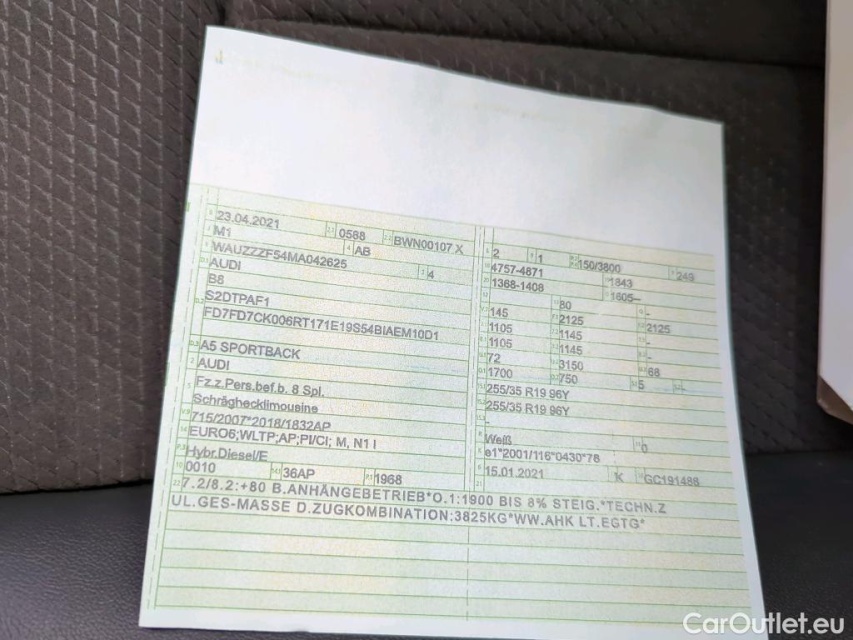 23.04.2021 0588 BWN00107 X
M1 AB
WAUZZZF54MA042625 4
AUDI
B8
S2DTPAF1
FD7FD7CK006RT171E19S54BIAEM10D1
A5 SPORTBACK
AUDI
Fz.z.Pers.bef.b. 8 Spl.
Schräghecklimousine
715/2007*2018/1832AP
EURO6;WLTP;AP;PI/CI; M, N1 I
Hybr.Diesel/E
0010 36AP 1968
2 1 150/3800 249
4757-4871 1843
1368-1408 1605–
80
145 2125 2125
1105 1145 -
1105 1145 -
72 3150 68
1700 750 5
255/35 R19 96Y
255/35 R19 96Y
-
Weiß 0
e1*2001/116*0430*78
15.01.2021 K GC191488
7.2/8.2:+80 B.ANHÄNGEBETRIEB*O.1:1900 BIS 8% STEIG.*TECHN.Z
UL.GES-MASSE D.ZUGKOMBINATION:3825KG*WW.AHK LT.EGTG*
CarOutlet.eu